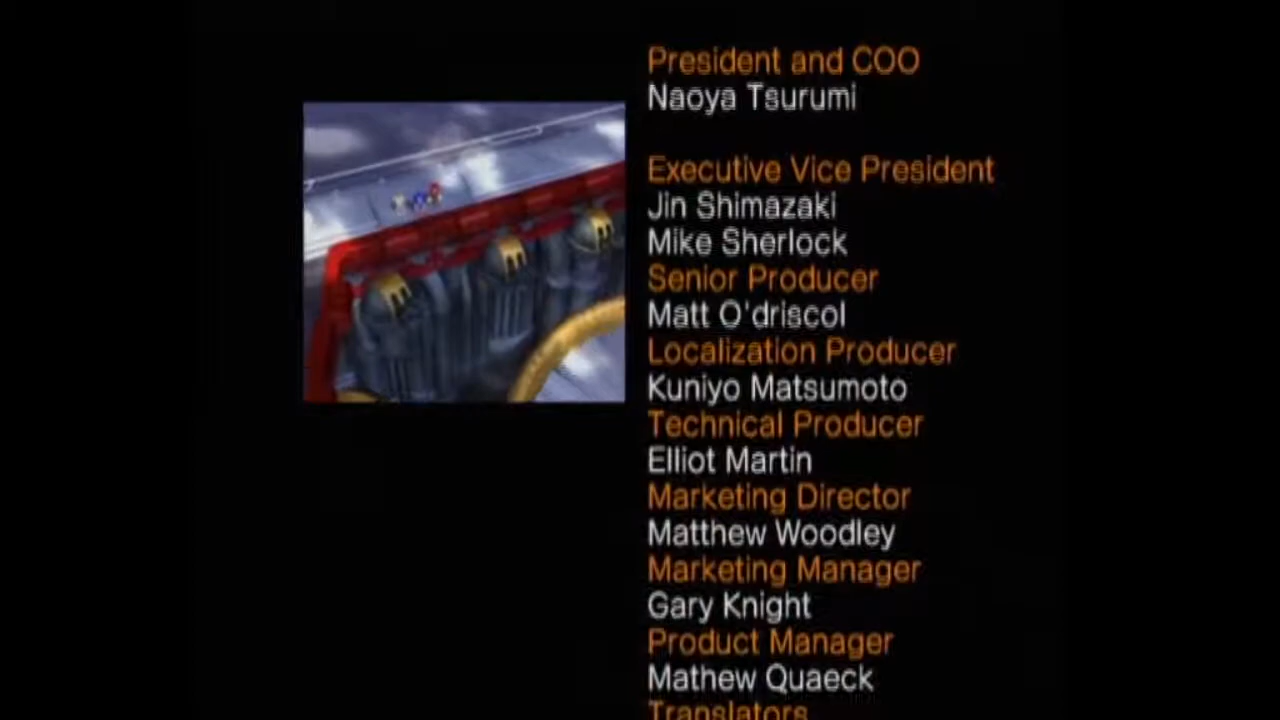 President and COO
Naoya Tsurumi
Executive Vice President
Jin Shimazaki
Mike Sherlock
Senior Producer
Matt O'driscol
Localization Producer
Kuniyo Matsumoto
Technical Producer
Elliot Martin
Marketing Director
Matthew Woodley
Marketing Manager
Gary Knight
Product Manager
Mathew Quaeck
Translators